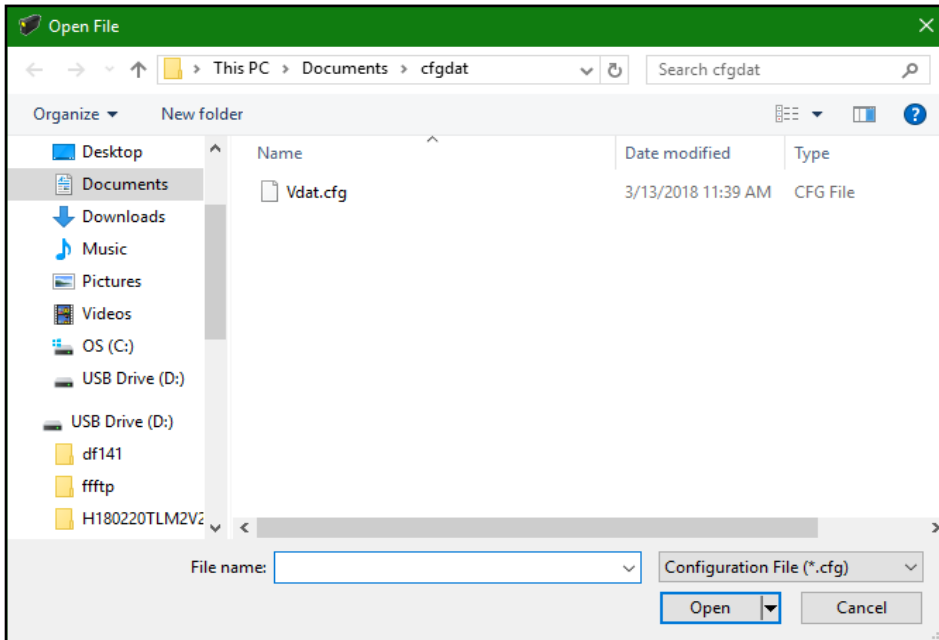 Open File
This PC > Documents > cfgdat
Search cfgdat
Organize
New folder
Name
Date modified
Type
Vdat.cfg
3/13/2018 11:39 AM
CFG File
Desktop
Documents
Downloads
Music
Pictures
Videos
OS (C:)
USB Drive (D:)
USB Drive (D:)
df141
ffftp
H180220TLM2V2
File name:
Configuration File (*.cfg)
Open
Cancel